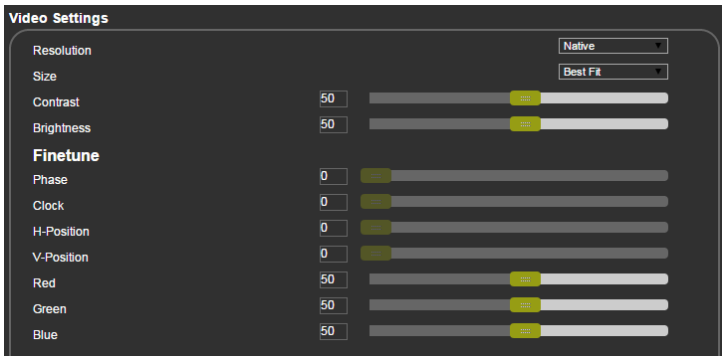 Video Settings
Resolution Native
Size Best Fit
Contrast 50
Brightness 50
Finetune
Phase 0
Clock 0
H-Position 0
V-Position 0
Red 50
Green 50
Blue 50